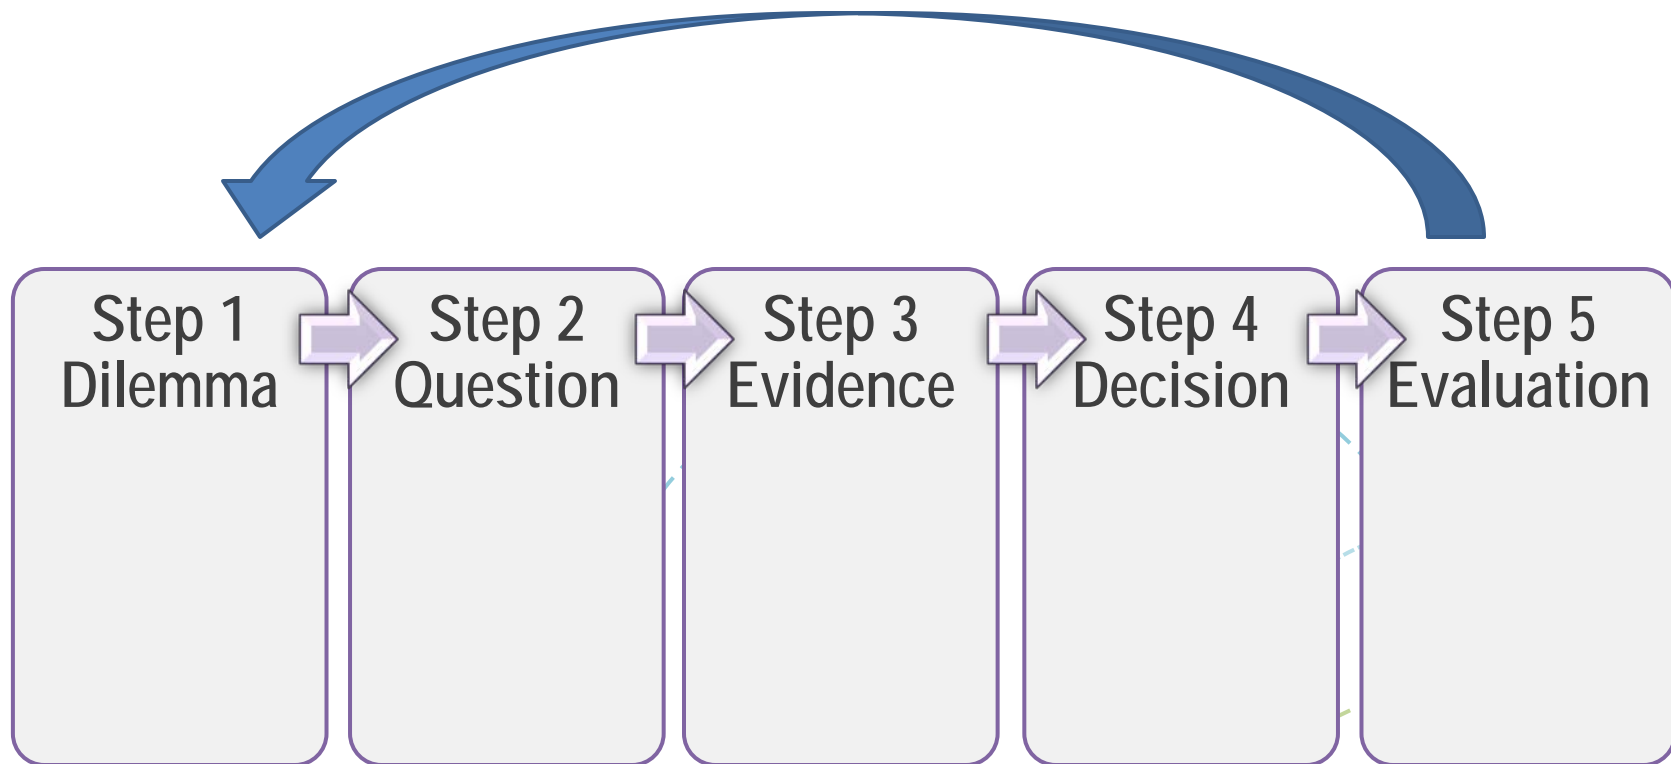 Step 1
Dilemma
Step 2
Question
Step 3
Evidence
Step 4
Decision
Step 5
Evaluation